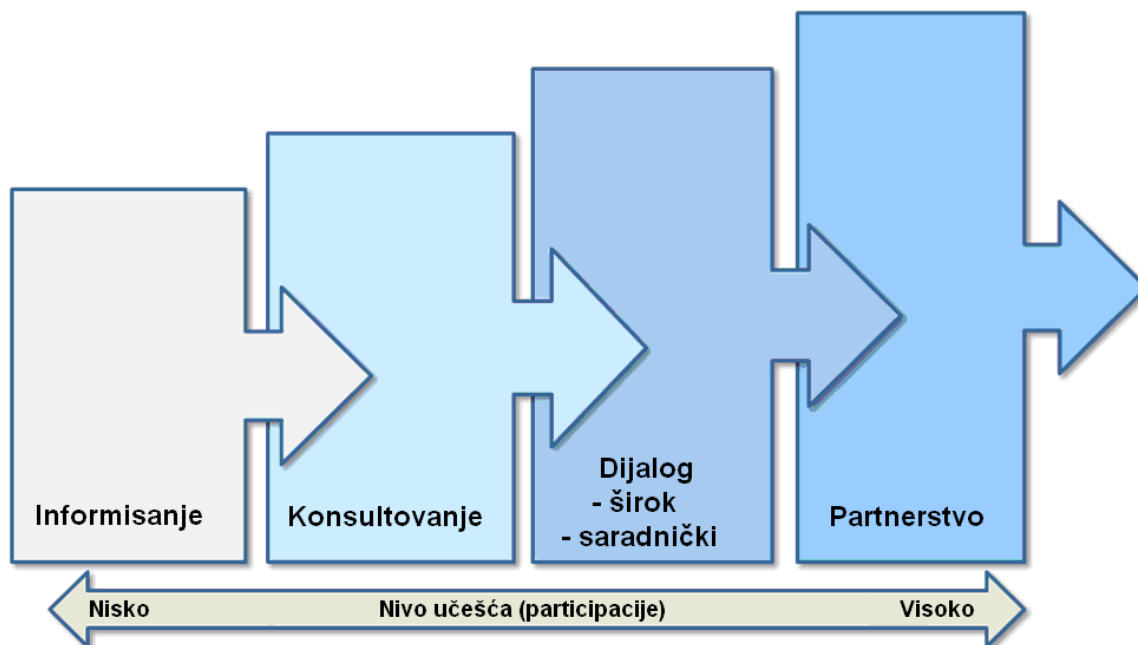 Informisanje
Konsultovanje
Dijalog
- širok
- saradnički
Partnerstvo
Nisko
Nivo učešća (participacije)
Visoko